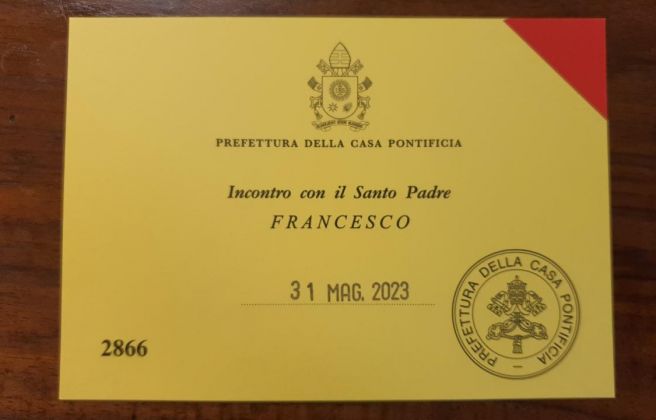 PREFETTURA DELLA CASA PONTIFICIA
Incontro con il Santo Padre
FRANCESCO
31 MAG. 2023
2866
PREFETTURA DELLA CASA PONTIFICIA